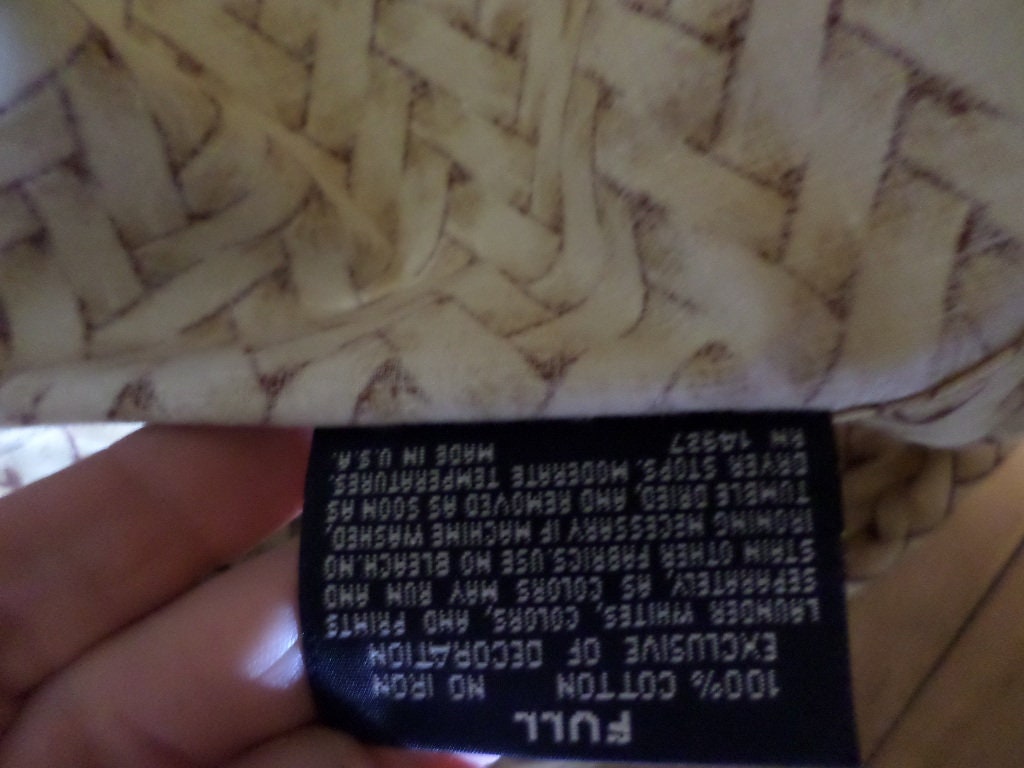 FULL
100% COTTON NO IRON
EXCLUSIVE OF DECORATION
LAUNDER WHITES, COLORS, AND PRINTS
SEPARATELY, AS COLORS MAY RUN AND
STAIN OTHER FABRICS. USE NO BLEACH. NO
IRONING NECESSARY IF MACHINE WASHED,
TUMBLE DRIED, AND REMOVED AS SOON AS
DRYER STOPS. MODERATE TEMPERATURES.
RN 14937 MADE IN U.S.A.